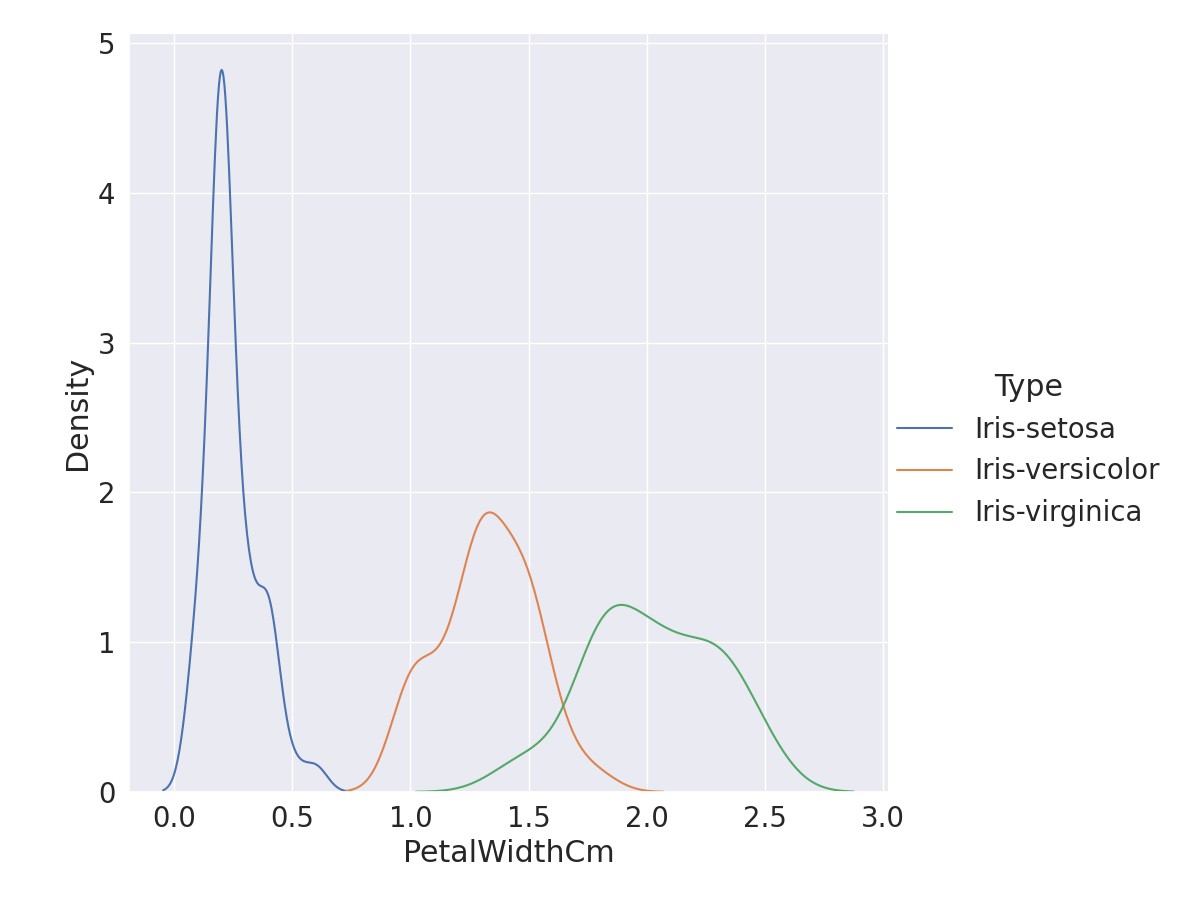 5
4
3
2
1
0
Density
0.0 0.5 1.0 1.5 2.0 2.5 3.0
PetalWidthCm
Type
Iris-setosa
Iris-versicolor
Iris-virginica